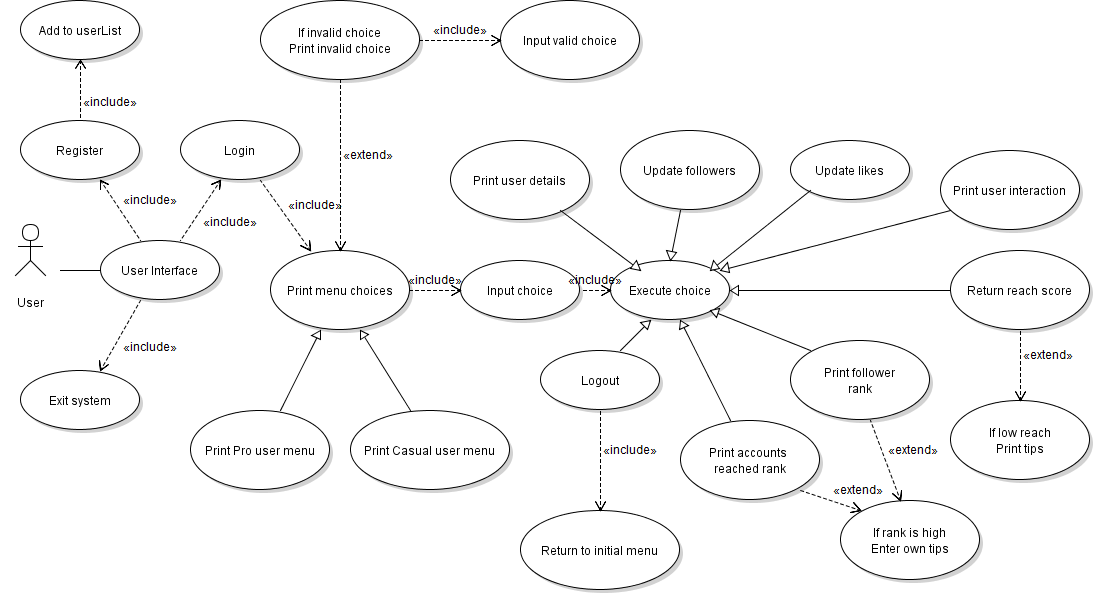 Add to userList
If invalid choice
Print invalid choice
«include»
Input valid choice
«include»
Register
Login
«extend»
Print user details
Update followers
Update likes
Print user interaction
«include»
«include»
«include»
User
User Interface
Print menu choices
«include»
Input choice
«include»
Execute choice
Return reach score
«include»
«extend»
Exit system
Logout
Print follower
rank
Print Pro user menu
Print Casual user menu
«include»
Print accounts
reached rank
«extend»
If low reach
Print tips
«extend»
Return to initial menu
If rank is high
Enter own tips